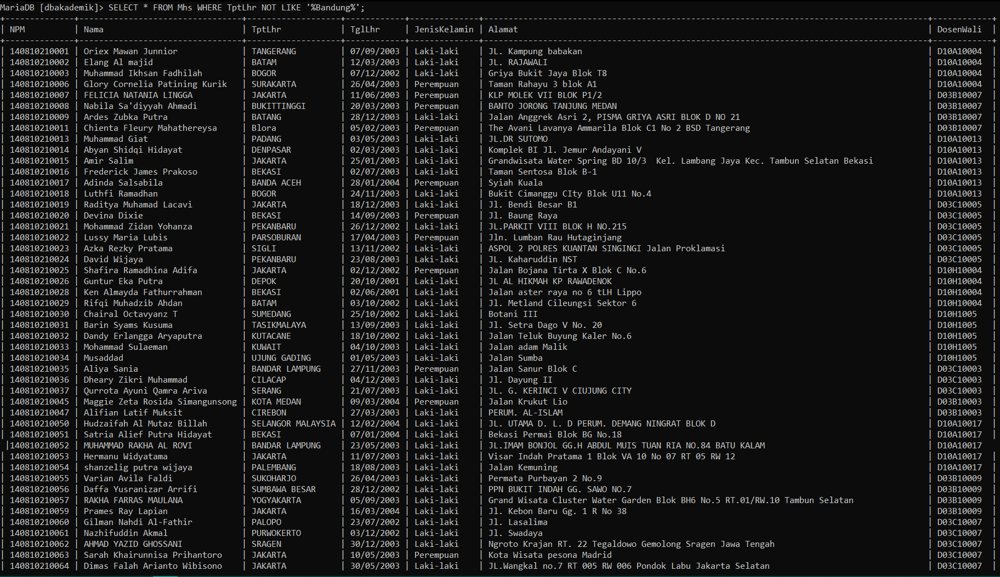 MariaDB [dbakademik]> SELECT * FROM Mhs WHERE TptLhr NOT LIKE '%Bandung%';
| NPM | Nama | TptLhr | TglLhr | JenisKelamin | Alamat | DosenWali |
| 140810210001 | Oriex Mawan Junnior | TANGERANG | 07/09/2003 | Laki-laki | JL. Kampung babakan | D10A10004 |
| 140810210002 | Elang Al majid | BATAM | 12/03/2003 | Laki-laki | JL. RAJAWALI | D10A10004 |
| 140810210003 | Muhammad Ikhsan Fadhilah | BOGOR | 07/12/2002 | Laki-laki | Griya Bukit Jaya Blok T8 | D10A10004 |
| 140810210006 | Glory Cornelia Patining Kurik | SURAKARTA | 26/04/2003 | Perempuan | Taman Rahayu 3 blok A1 | D10A10004 |
| 140810210007 | FELICIA NATANIA LINGGA | JAKARTA | 11/06/2003 | Perempuan | KLP MOLEK VII BLOK P1/2 | D03B10007 |
| 140810210008 | Nabila Sa'diyyah Ahmadi | BUKITTINGGI | 20/03/2003 | Perempuan | BANTO JORONG TANJUNG MEDAN | D03B10007 |
| 140810210009 | Ardes Zubka Putra | BATANG | 28/12/2003 | Laki-laki | Jalan Anggrek Asri 2, PISMA GRIYA ASRI BLOK D NO 21 | D03B10007 |
| 140810210011 | Chienta Fleury Mahathereysa | Blora | 05/02/2003 | Perempuan | The Avani Lavanya Ammarila Blok C1 No 2 BSD Tangerang | D03B10007 |
| 140810210013 | Muhammad Giat | PADANG | 03/05/2003 | Laki-laki | JL.DR SUTOMO | D10A10013 |
| 140810210014 | Abyan Shidqi Hidayat | DENPASAR | 02/03/2003 | Laki-laki | Komplek BI Jl. Jemur Andayani V | D10A10013 |
| 140810210015 | Amir Salim | JAKARTA | 25/01/2003 | Laki-laki | Grandwisata Water Spring BD 10/3  Kel. Lambang Jaya Kec. Tambun Selatan Bekasi | D10A10013 |
| 140810210016 | Frederick James Prakoso | BEKASI | 02/07/2003 | Laki-laki | Taman Sentosa Blok B-1 | D10A10013 |
| 140810210017 | Adinda Salsabila | BANDA ACEH | 28/01/2004 | Perempuan | Syiah Kuala | D10A10013 |
| 140810210018 | Luthfi Ramadhan | BOGOR | 24/11/2003 | Laki-laki | Bukit Cimanggu CIty Blok U11 No.4 | D10A10013 |
| 140810210019 | Raditya Muhamad Lacavi | JAKARTA | 18/12/2003 | Laki-laki | Jl. Bendi Besar B1 | D03C10005 |
| 140810210020 | Devina Dixie | BEKASI | 14/09/2003 | Perempuan | Jl. Baung Raya | D03C10005 |
| 140810210021 | Mohammad Zidan Yohanza | PEKANBARU | 26/12/2002 | Laki-laki | JL.PARKIT VIII BLOK H NO.215 | D03C10005 |
| 140810210022 | Lussy Maria Lubis | PARSOBURAN | 17/04/2003 | Perempuan | Jln. Lumban Rau Hutaginjang | D03C10005 |
| 140810210023 | Azka Rezky Pratama | SIGLI | 13/11/2002 | Laki-laki | ASPOL 2 POLRES KUANTAN SINGINGI Jalan Proklamasi | D03C10005 |
| 140810210024 | David Wijaya | PEKANBARU | 23/08/2003 | Laki-laki | JL. Kaharuddin NST | D03C10005 |
| 140810210025 | Shafira Ramadhina Adifa | JAKARTA | 02/12/2002 | Perempuan | Jalan Bojana Tirta X Blok C No.6 | D10H10004 |
| 140810210026 | Guntur Eka Putra | DEPOK | 20/10/2001 | Laki-laki | JL AL HIKMAH KP RAWADENOK | D10H10004 |
| 140810210028 | Ken Almayda Fathurrahman | BEKASI | 02/06/2001 | Laki-laki | Jalan aster raya no 6 tLH Lippo | D10H10004 |
| 140810210029 | Rifqi Muhadzib Ahdan | BATAM | 03/10/2002 | Laki-laki | Jl. Metland Cileungsi Sektor 6 | D10H10004 |
| 140810210030 | Chairal Octavyanz T | SUMEDANG | 25/10/2002 | Laki-laki | Botani III | D10H1005 |
| 140810210031 | Barin Syams Kusuma | TASIKMALAYA | 13/09/2003 | Laki-laki | Jl. Setra Dago V No. 20 | D10H1005 |
| 140810210032 | Dandy Erlangga Aryaputra | KUTACANE | 18/10/2002 | Laki-laki | Jalan Teluk Buyung Kaler No.6 | D10H1005 |
| 140810210033 | Mohammad Sulaeman | KUWAIT | 04/10/2003 | Laki-laki | Jalan adam Malik | D10H1005 |
| 140810210034 | Musaddad | UJUNG GADING | 01/05/2003 | Laki-laki | Jalan Sumba | D10H1005 |
| 140810210035 | Aliya Sania | BANDAR LAMPUNG | 27/11/2003 | Perempuan | Jalan Sanur Blok C | D03C10003 |
| 140810210036 | Dheary Zikri Muhammad | CILACAP | 04/12/2003 | Laki-laki | Jl. Dayung II | D03C10003 |
| 140810210037 | Qurrota Ayuni Qamra Ariva | SERANG | 21/07/2003 | Laki-laki | JL. G. KERINCI V CIUJUNG CITY | D03C10003 |
| 140810210045 | Maggie Zeta Rosida Simangunsong | KOTA MEDAN | 09/03/2004 | Perempuan | Jalan Krukut Lio | D03B10003 |
| 140810210047 | Alifian Latif Muksit | CIREBON | 27/03/2003 | Laki-laki | PERUM. AL-ISLAM | D03B10003 |
| 140810210050 | Hudzaifah Al Mutaz Billah | SELANGOR MALAYSIA | 12/02/2004 | Laki-laki | JL. UTAMA D. L. D PERUM. DEMANG NINGRAT BLOK D | D10A10017 |
| 140810210051 | Satria Alief Putra Hidayat | BEKASI | 07/01/2004 | Laki-laki | Bekasi Permai Blok BG No.18 | D10A10017 |
|140810210052 | MUHAMMAD RAKHA AL ROVI | BANDAR LAMPUNG | 23/05/2003 | Laki-laki | JL.IMAM BONJOL GG.H ABDUL MUIS TUAN RIA NO.84 BATU KALAM | D10A10017
| 140810210053 | Hermanu Widyatama | JAKARTA | 11/07/2003 | Laki-laki | Visar Indah Pratama 1 Blok VA 10 No 07 RT 05 RW 12 | D10A10017 |
| 140810210054 | shanzelig putra wijaya | PALEMBANG | 18/08/2003 | Laki-laki | Jalan Kemuning | D10A10017 |
| 140810210055 | Varian Avila Faldi | SUKOHARJO | 26/04/2003 | Laki-laki | Permata Purbayan 2 No.9 | D03B10009 |
| 140810210056 | Daffa Yusranizar Arrifi | SUMBAWA BESAR | 28/12/2002 | Laki-laki | PPN BUKIT INDAH GG. SAWO NO.7 | D03B10009 |
| 140810210057 | RAKHA FARRAS MAULANA | YOGYAKARTA | 05/09/2003 | Laki-laki | Grand Wisata Cluster Water Garden Blok BH6 No.5 RT.01/RW.10 Tambun Selatan | D03B10009 |
| 140810210059 | Prames Ray Lapian | JAKARTA | 16/03/2004 | Laki-laki | Jl. Kebon Baru Gg. 1 R No 38 | D03B10009 |
| 140810210060 | Gilman Nahdi Al-Fathir | PALOPO | 23/07/2002 | Laki-laki | Jl. Lasalima | D03C10007 |
| 140810210061 | Nazhifuddin Akmal | PURWOKERTO | 03/12/2002 | Laki-laki | Jl. Swadaya | D03C10007 |
| 140810210062 | AHMAD YAZID GHOSSANI | SRAGEN | 30/12/2003 | Laki-laki | Ngroto Krajan RT. 22 Tegaldowo Gemolong Sragen Jawa Tengah | D03C10007 |
| 140810210063 | Sarah Khairunnisa Prihantoro | JAKARTA | 10/05/2003 | Perempuan | Kota Wisata pesona Madrid | D03C10007 |
| 140810210064 | Dimas Falah Arianto Wibisono | JAKARTA | 30/05/2003 | Laki-laki | JL.Wangkal no.7 RT 005 RW 006 Pondok Labu Jakarta Selatan | D03C10007 |